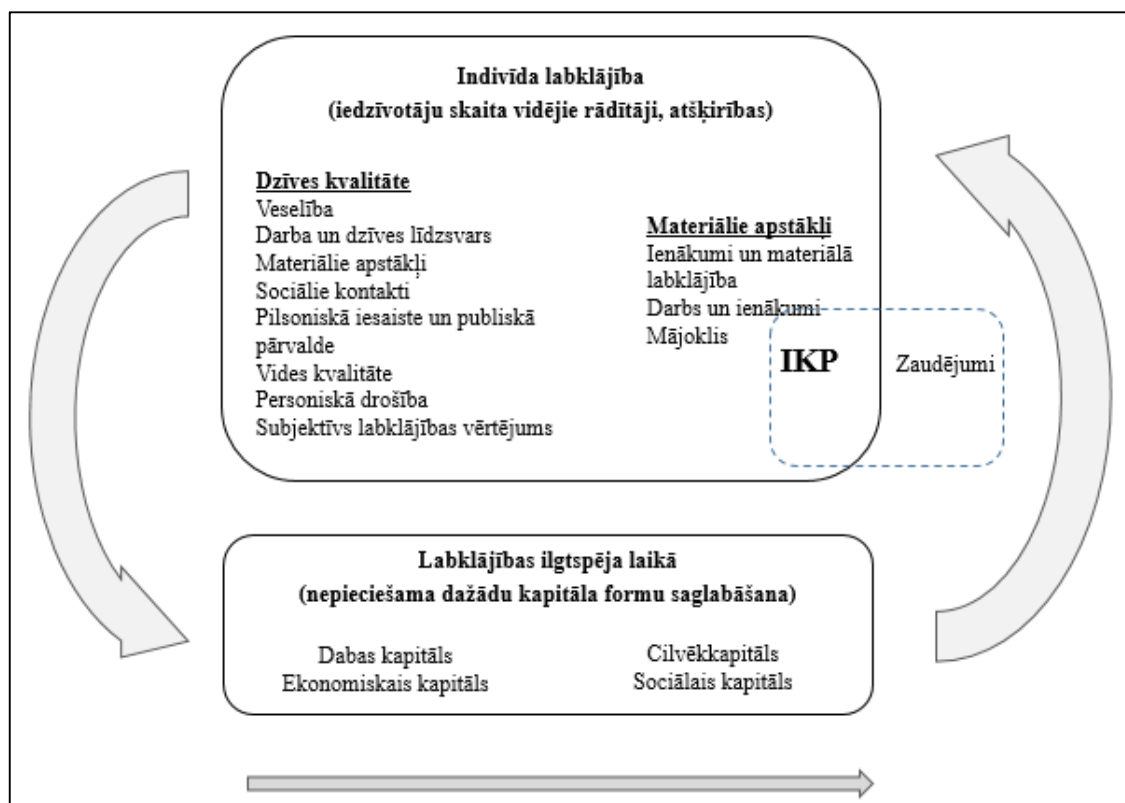 Indivīda labklājība
(iedzīvotāju skaita vidējie rādītāji, atšķirības)
Dzīves kvalitāte
Veselība
Darba un dzīves līdzsvars
Materiālie apstākļi
Sociālie kontakti
Pilsoniskā iesaiste un publiskā
pārvalde
Vides kvalitāte
Personiskā drošība
Subjektīvs labklājības vērtējums
Materiālie apstākļi
Ienākumi un materiālā
labklājība
Darbs un ienākumi
Mājoklis
IKP
Zaudējumi
Labklājības ilgtspēja laikā
(nepieciešama dažādu kapitāla formu saglabāšana)
Dabas kapitāls
Ekonomiskais kapitāls
Cilvēkkapitāls
Sociālais kapitāls